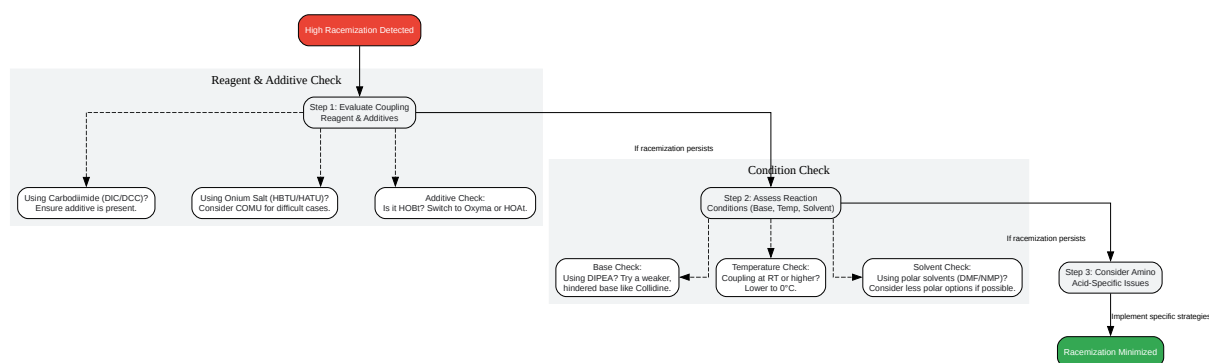 High Racemization Detected
Reagent & Additive Check
Step 1: Evaluate Coupling
Reagent & Additives
If racemization persists
Condition Check
Using Carbodiimide (DIC/DCC)?
Ensure additive is present.
Using Onium Salt (HBTU/HATU)?
Consider COMU for difficult cases.
Additive Check:
Is it HOBt? Switch to Oxyma or HOAt.
Step 2: Assess Reaction
Conditions (Base, Temp, Solvent)
If racemization persists
Base Check:
Using DIPEA? Try a weaker,
hindered base like Collidine.
Temperature Check:
Coupling at RT or higher?
Lower to 0°C.
Solvent Check:
Using polar solvents (DMF/NMP)?
Consider less polar options if possible.
Step 3: Consider Amino
Acid-Specific Issues
Implement specific strategies
Racemization Minimized